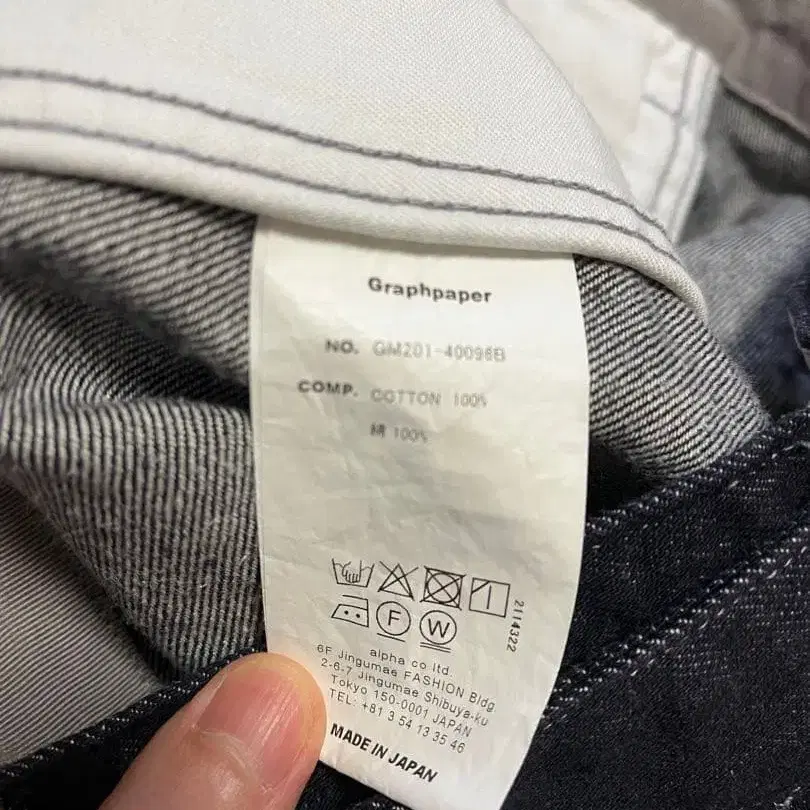 Graphpaper
NO. GM201-40096B
COMP. COTTON 100%
綿 100%
F W
2114322
alpha co ltd.
6F Jingumae FASHION Bldg.
2-6-7 Jingumae Shibuya-ku
Tokyo 150-0001 JAPAN
TEL: +81 3 54 13 35 46
MADE IN JAPAN